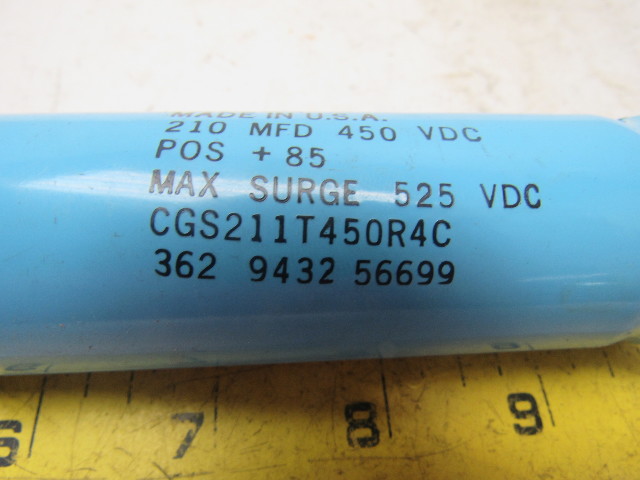 MADE IN U.S.A.
210 MFD 450 VDC
POS + 85
MAX SURGE 525 VDC
CGS211T450R4C
362 9432 56699
6 7 8 9